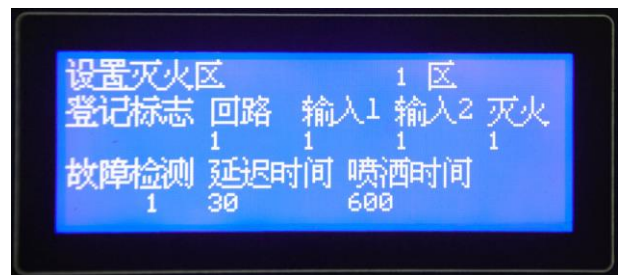 设置灭火区 1 区
登记标志 回路 输入1 输入2 灭火
1 1 1 1
故障检测 延迟时间 喷洒时间
1 30 600